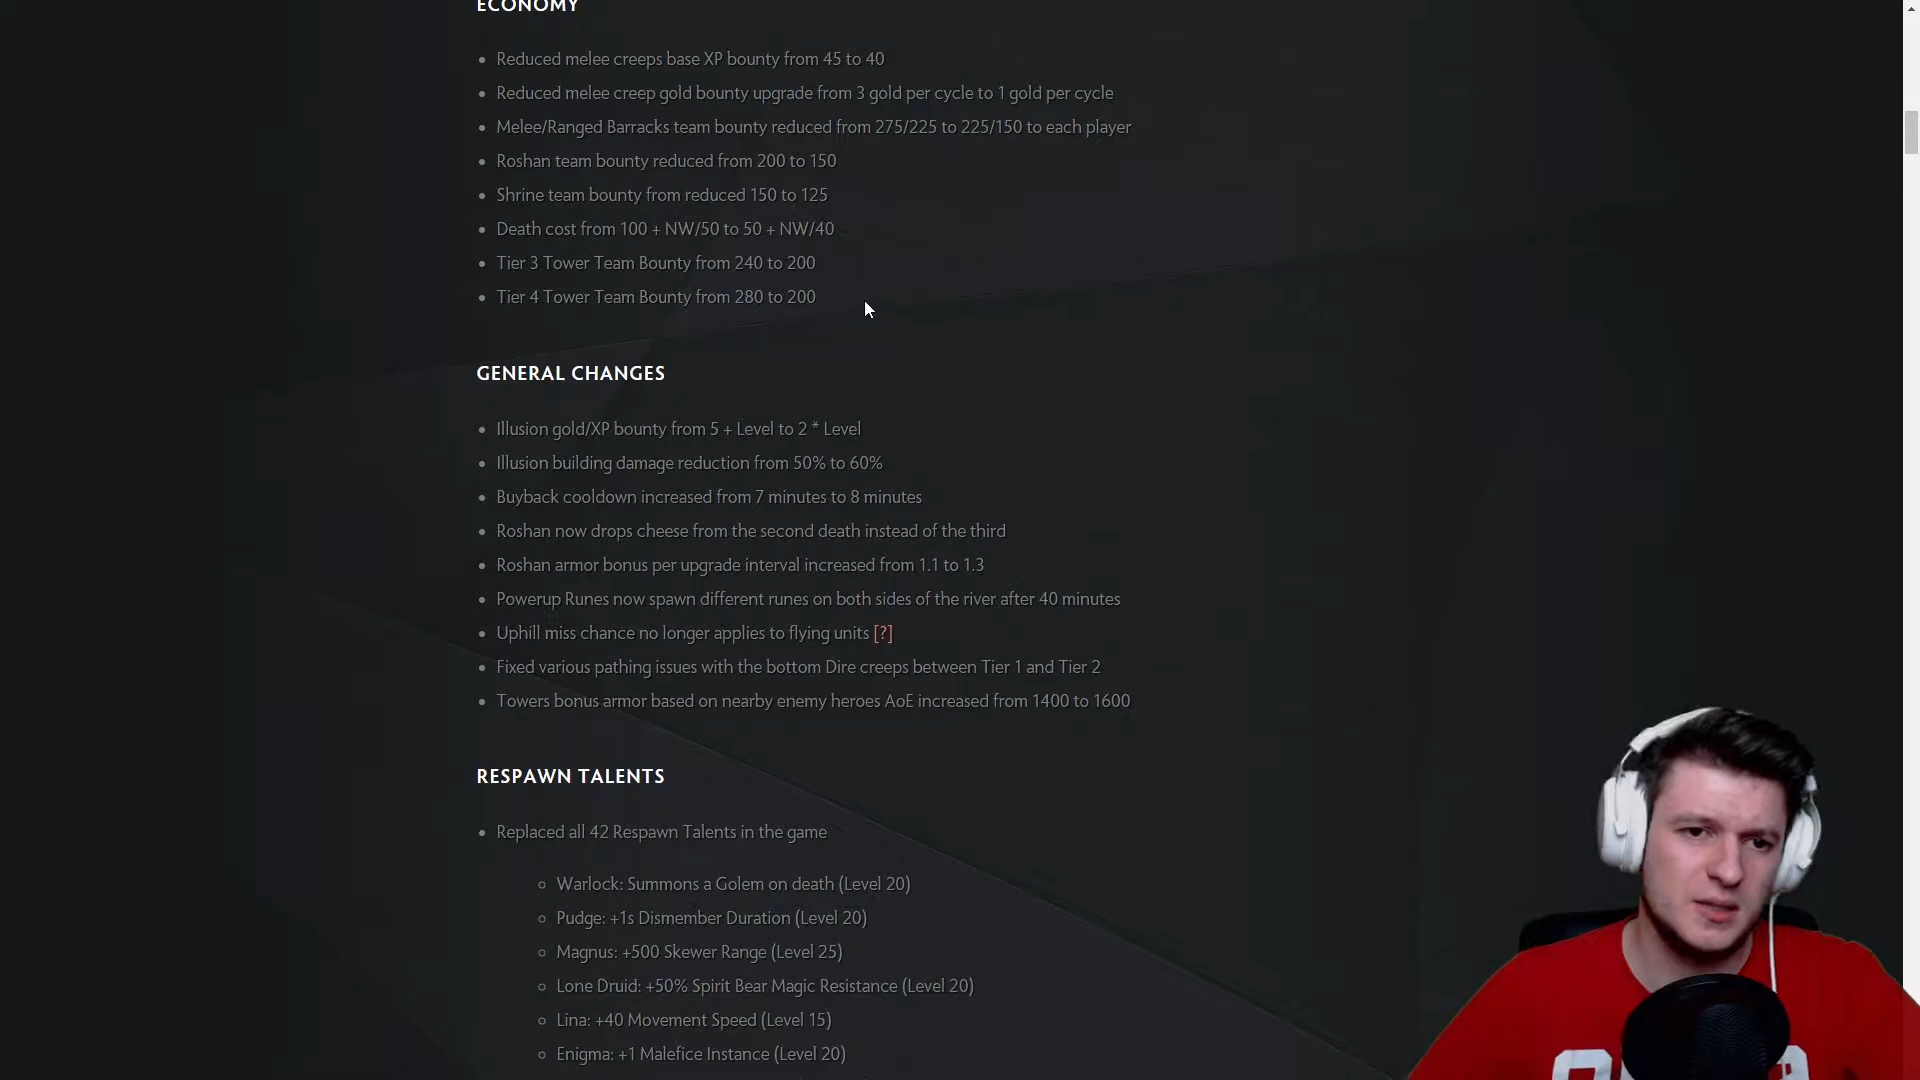 ECONOMY
• Reduced melee creeps base XP bounty from 45 to 40
• Reduced melee creep gold bounty upgrade from 3 gold per cycle to 1 gold per cycle
• Melee/Ranged Barracks team bounty reduced from 275/225 to 225/150 to each player
• Roshan team bounty reduced from 200 to 150
• Shrine team bounty from reduced 150 to 125
• Death cost from 100 + NW/50 to 50 + NW/40
• Tier 3 Tower Team Bounty from 240 to 200
• Tier 4 Tower Team Bounty from 280 to 200
GENERAL CHANGES
• Illusion gold/XP bounty from 5 + Level to 2 * Level
• Illusion building damage reduction from 50% to 60%
• Buyback cooldown increased from 7 minutes to 8 minutes
• Roshan now drops cheese from the second death instead of the third
• Roshan armor bonus per upgrade interval increased from 1.1 to 1.3
• Powerup Runes now spawn different runes on both sides of the river after 40 minutes
• Uphill miss chance no longer applies to flying units [?]
• Fixed various pathing issues with the bottom Dire creeps between Tier 1 and Tier 2
• Towers bonus armor based on nearby enemy heroes AoE increased from 1400 to 1600
RESPAWN TALENTS
• Replaced all 42 Respawn Talents in the game
○ Warlock: Summons a Golem on death (Level 20)
○ Pudge: +1s Dismember Duration (Level 20)
○ Magnus: +500 Skewer Range (Level 25)
○ Lone Druid: +50% Spirit Bear Magic Resistance (Level 20)
○ Lina: +40 Movement Speed (Level 15)
○ Enigma: +1 Malefice Instance (Level 20)